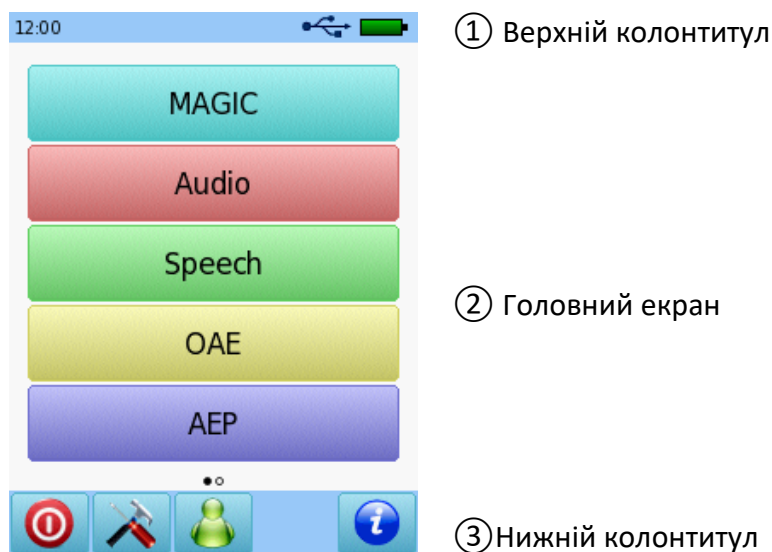 12:00
① Верхній колонтитул
MAGIC
Audio
Speech
② Головний екран
OAE
AEP
③Нижній колонтитул